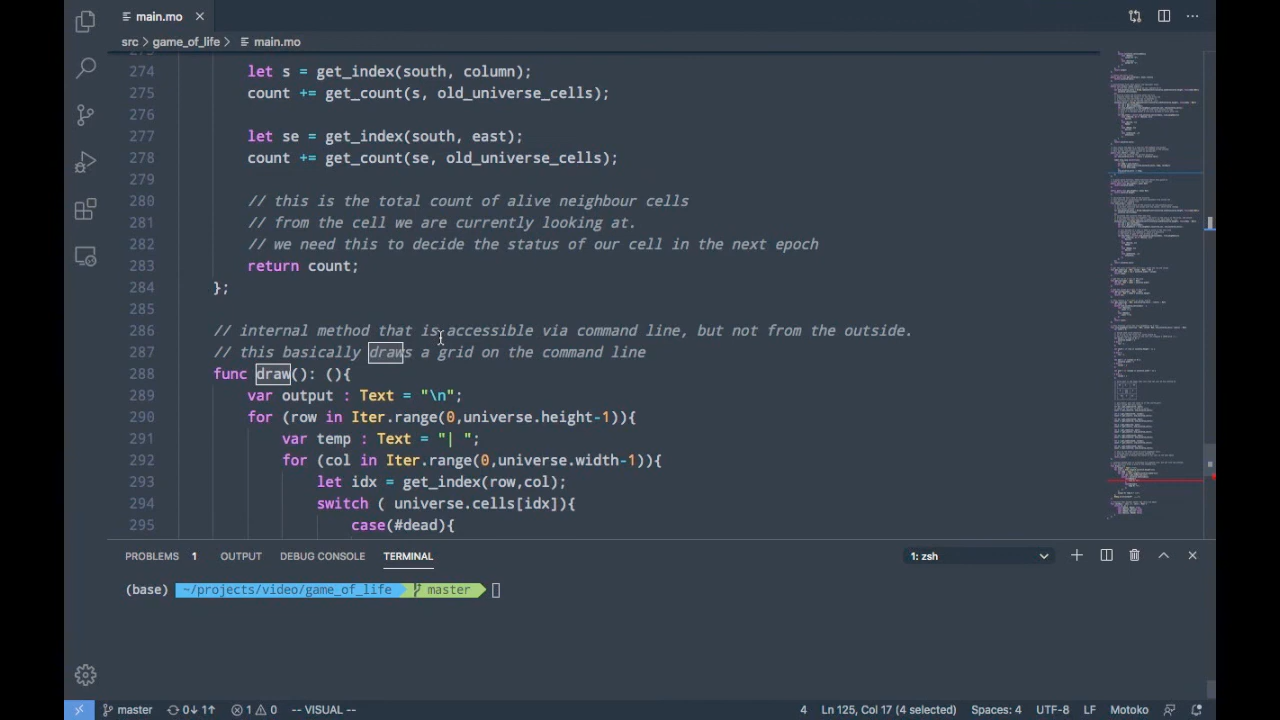 main.mo
src > game_of_life > main.mo
274 let s = get_index(south, column);
275 count += get_count(s, old_universe_cells);
276
277 let se = get_index(south, east);
278 count += get_count(se, old_universe_cells);
279
280 // this is the total count of alive neighbour cells
281 // from the cell we are currently looking at.
282 // we need this to decide the status of our cell in the next epoch
283 return count;
284 };
285
286 // internal method that is accessible via command line, but not from the outside.
287 // this basically draws a grid on the command line
288 func draw(): (){
289 var output : Text = "\n";
290 for (row in Iter.range(0,universe.height-1)){
291 var temp : Text = "| ";
292 for (col in Iter.range(0,universe.width-1)){
293 let idx = get_index(row,col);
294 switch ( universe.cells[idx]){
295 case(#dead){
PROBLEMS 1 OUTPUT DEBUG CONSOLE TERMINAL 1: zsh
(base) ~/projects/video/game_of_life master
master 0↓ 1↑ 1 0 -- VISUAL -- 4 Ln 125, Col 17 (4 selected) Spaces: 4 UTF-8 LF Motoko